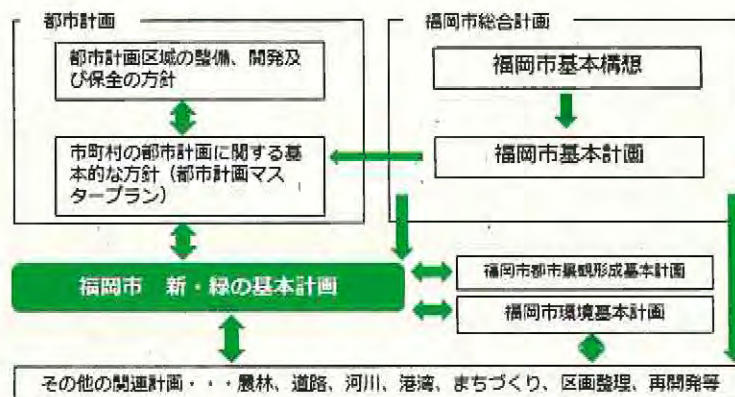 都市計画
福岡市総合計画
都市計画区域の整備、開発及
び保全の方針
福岡市基本構想
市町村の都市計画に関する基
本的な方針（都市計画マス
タープラン）
福岡市基本計画
福岡市　新・緑の基本計画
福岡市都市景観形成基本計画
福岡市環境基本計画
その他の関連計画・・・農林、道路、河川、港湾、まちづくり、区画整理、再開発等